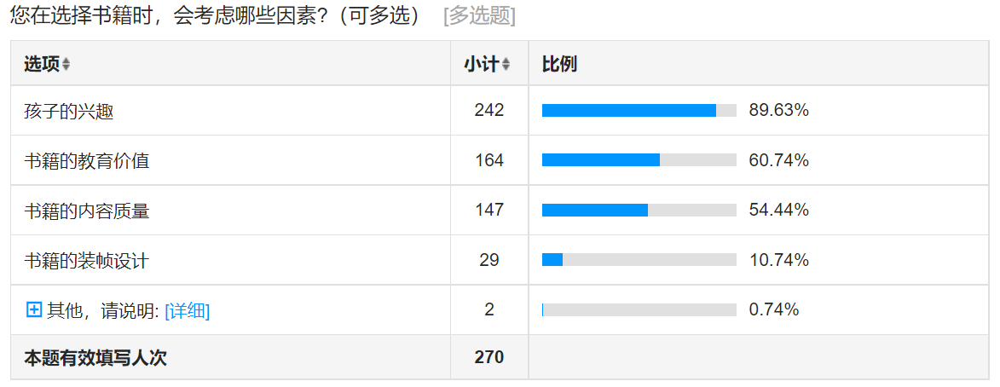 您在选择书籍时，会考虑哪些因素？（可多选） [多选题]
选项 小计 比例
孩子的兴趣 242 89.63%
书籍的教育价值 164 60.74%
书籍的内容质量 147 54.44%
书籍的装帧设计 29 10.74%
其他，请说明: [详细] 2 0.74%
本题有效填写人次 270